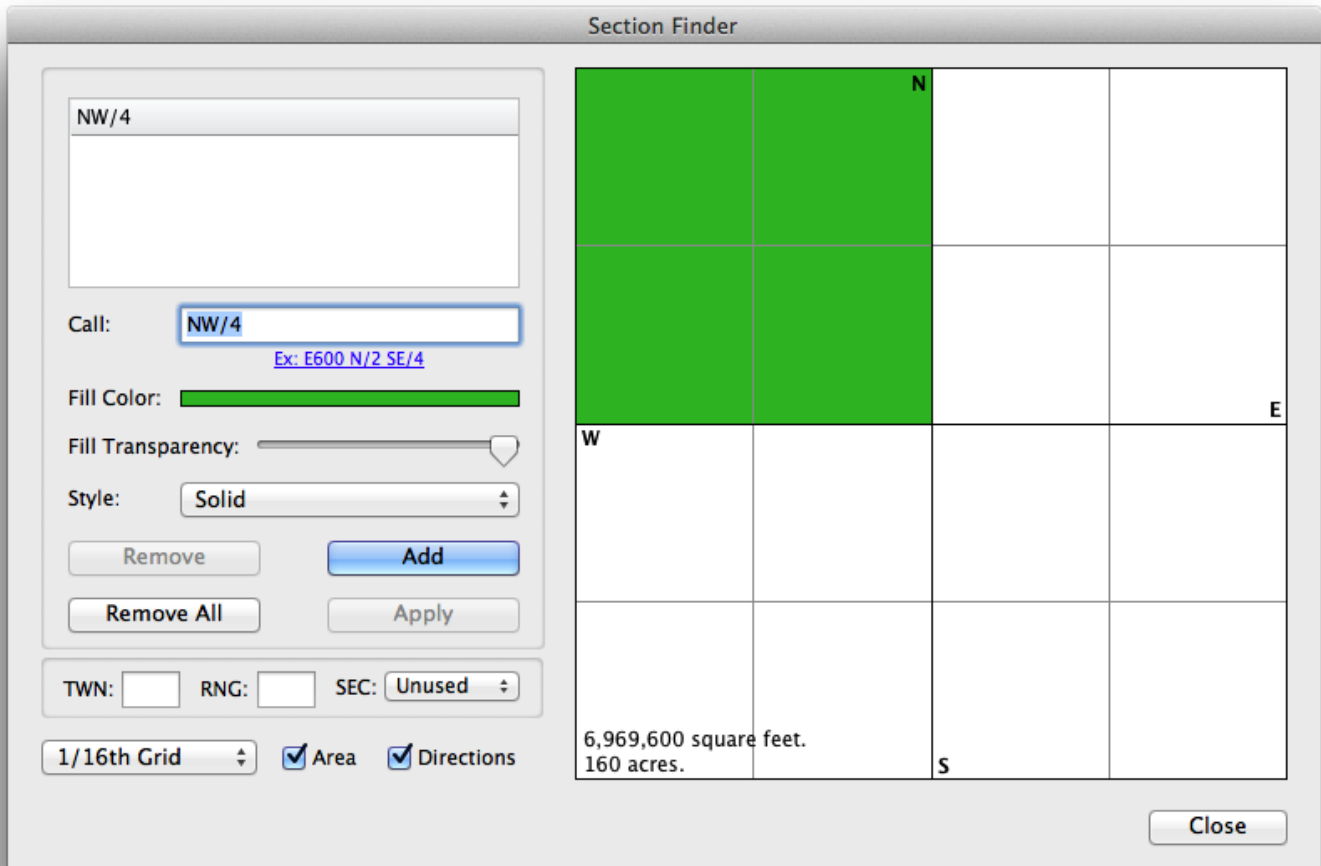 Section Finder
NW/4
Call: NW/4
Ex: E600 N/2 SE/4
Fill Color:
Fill Transparency:
Style: Solid
Remove Add
Remove All Apply
TWN: RNG: SEC: Unused
1/16th Grid Area Directions
N
E
W
6,969,600 square feet.
160 acres.
S
Close